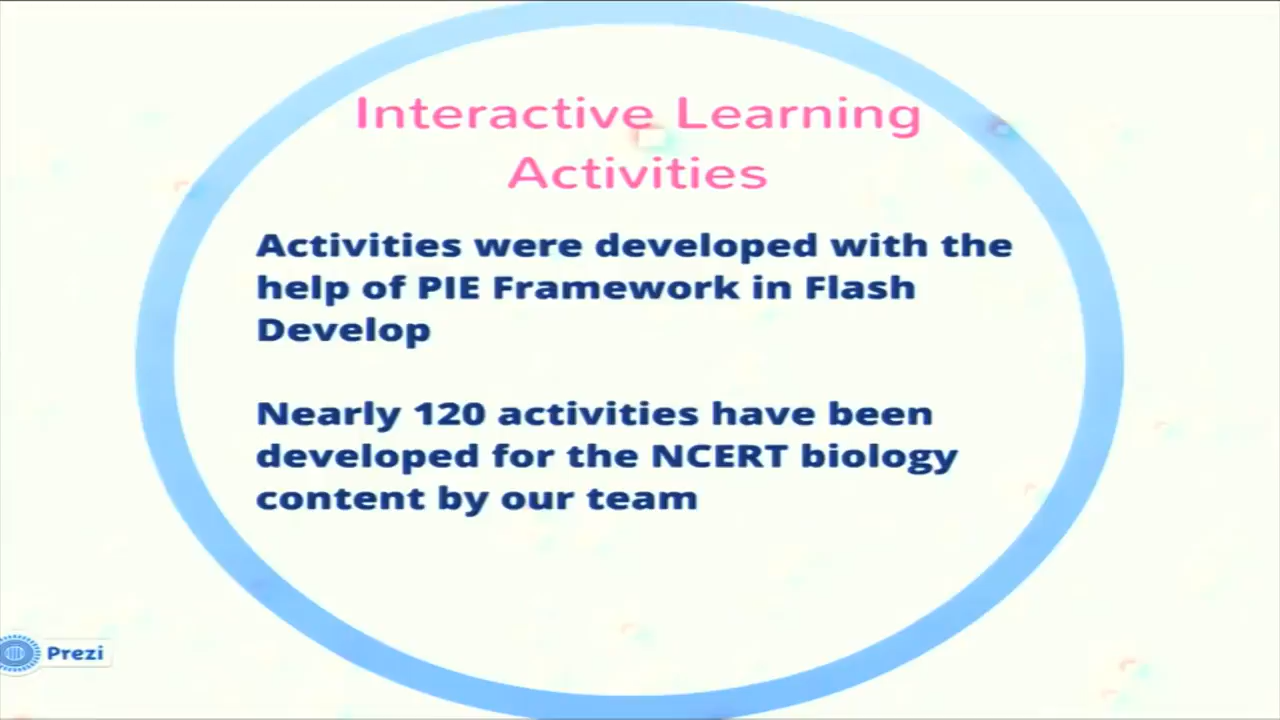 Interactive Learning
Activities
Activities were developed with the
help of PIE Framework in Flash
Develop
Nearly 120 activities have been
developed for the NCERT biology
content by our team
Prezi